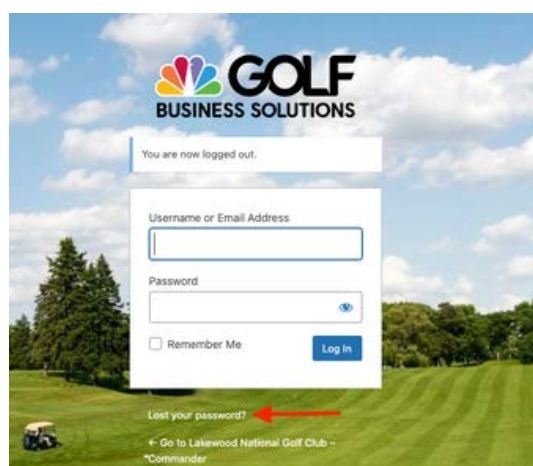 GOLF
BUSINESS SOLUTIONS
You are now logged out.
Username or Email Address
Password
Remember Me
Log In
Lost your password?
← Go to Lakewood National Golf Club –
"Commander